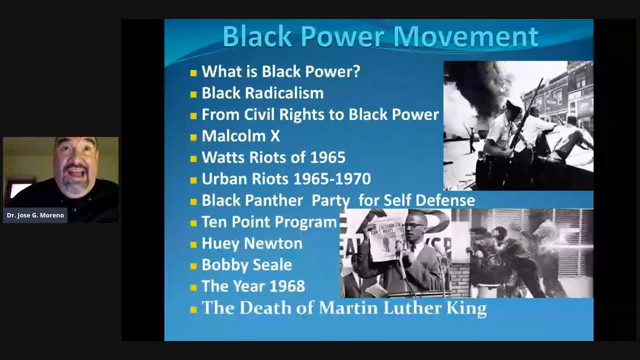 Black Power Movement
What is Black Power?
Black Radicalism
From Civil Rights to Black Power
Malcolm X
Watts Riots of 1965
Urban Riots 1965-1970
Black Panther Party for Self Defense
Ten Point Program
Huey Newton
Bobby Seale
The Year 1968
The Death of Martin Luther King
Dr. Jose G. Moreno